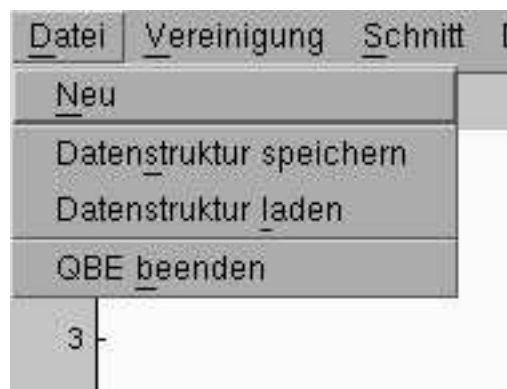 Datei Vereinigung Schnitt
Neu
Datenstruktur speichern
Datenstruktur laden
QBE beenden
3